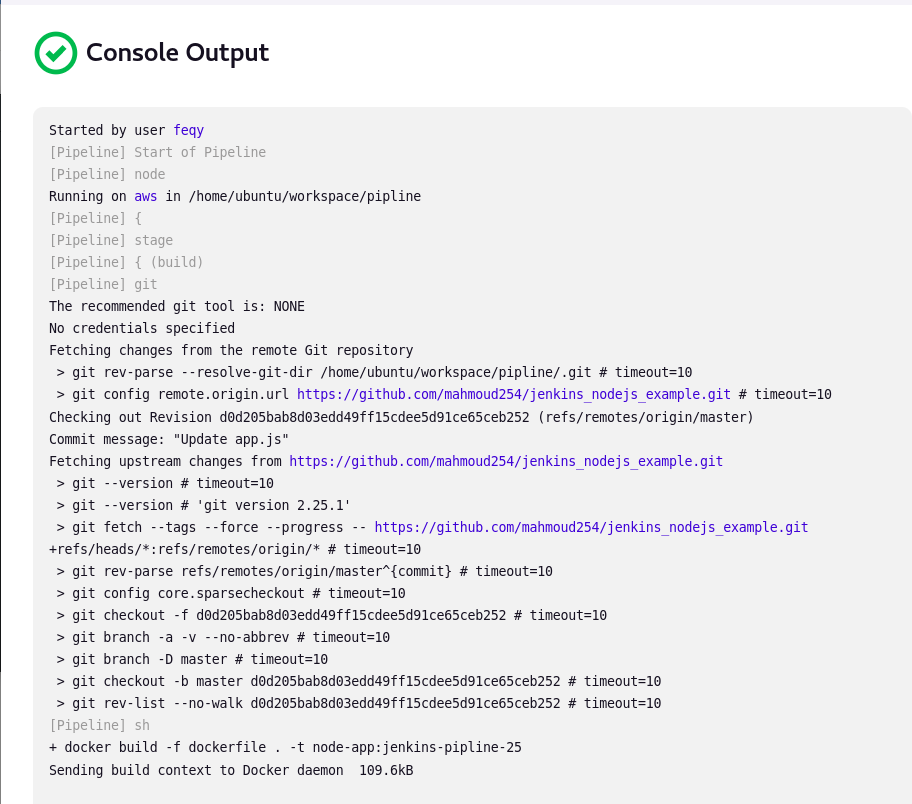 Console Output
Started by user feqy
[Pipeline] Start of Pipeline
[Pipeline] node
Running on aws in /home/ubuntu/workspace/pipline
[Pipeline] {
[Pipeline] stage
[Pipeline] { (build)
[Pipeline] git
The recommended git tool is: NONE
No credentials specified
Fetching changes from the remote Git repository
 > git rev-parse --resolve-git-dir /home/ubuntu/workspace/pipline/.git # timeout=10
 > git config remote.origin.url https://github.com/mahmoud254/jenkins_nodejs_example.git # timeout=10
Checking out Revision d0d205bab8d03edd49ff15cdee5d91ce65ceb252 (refs/remotes/origin/master)
Commit message: "Update app.js"
Fetching upstream changes from https://github.com/mahmoud254/jenkins_nodejs_example.git
 > git --version # timeout=10
 > git --version # 'git version 2.25.1'
 > git fetch --tags --force --progress -- https://github.com/mahmoud254/jenkins_nodejs_example.git
+refs/heads/*:refs/remotes/origin/* # timeout=10
 > git rev-parse refs/remotes/origin/master^{commit} # timeout=10
 > git config core.sparsecheckout # timeout=10
 > git checkout -f d0d205bab8d03edd49ff15cdee5d91ce65ceb252 # timeout=10
 > git branch -a -v --no-abbrev # timeout=10
 > git branch -D master # timeout=10
 > git checkout -b master d0d205bab8d03edd49ff15cdee5d91ce65ceb252 # timeout=10
 > git rev-list --no-walk d0d205bab8d03edd49ff15cdee5d91ce65ceb252 # timeout=10
[Pipeline] sh
+ docker build -f dockerfile . -t node-app:jenkins-pipline-25
Sending build context to Docker daemon  109.6kB